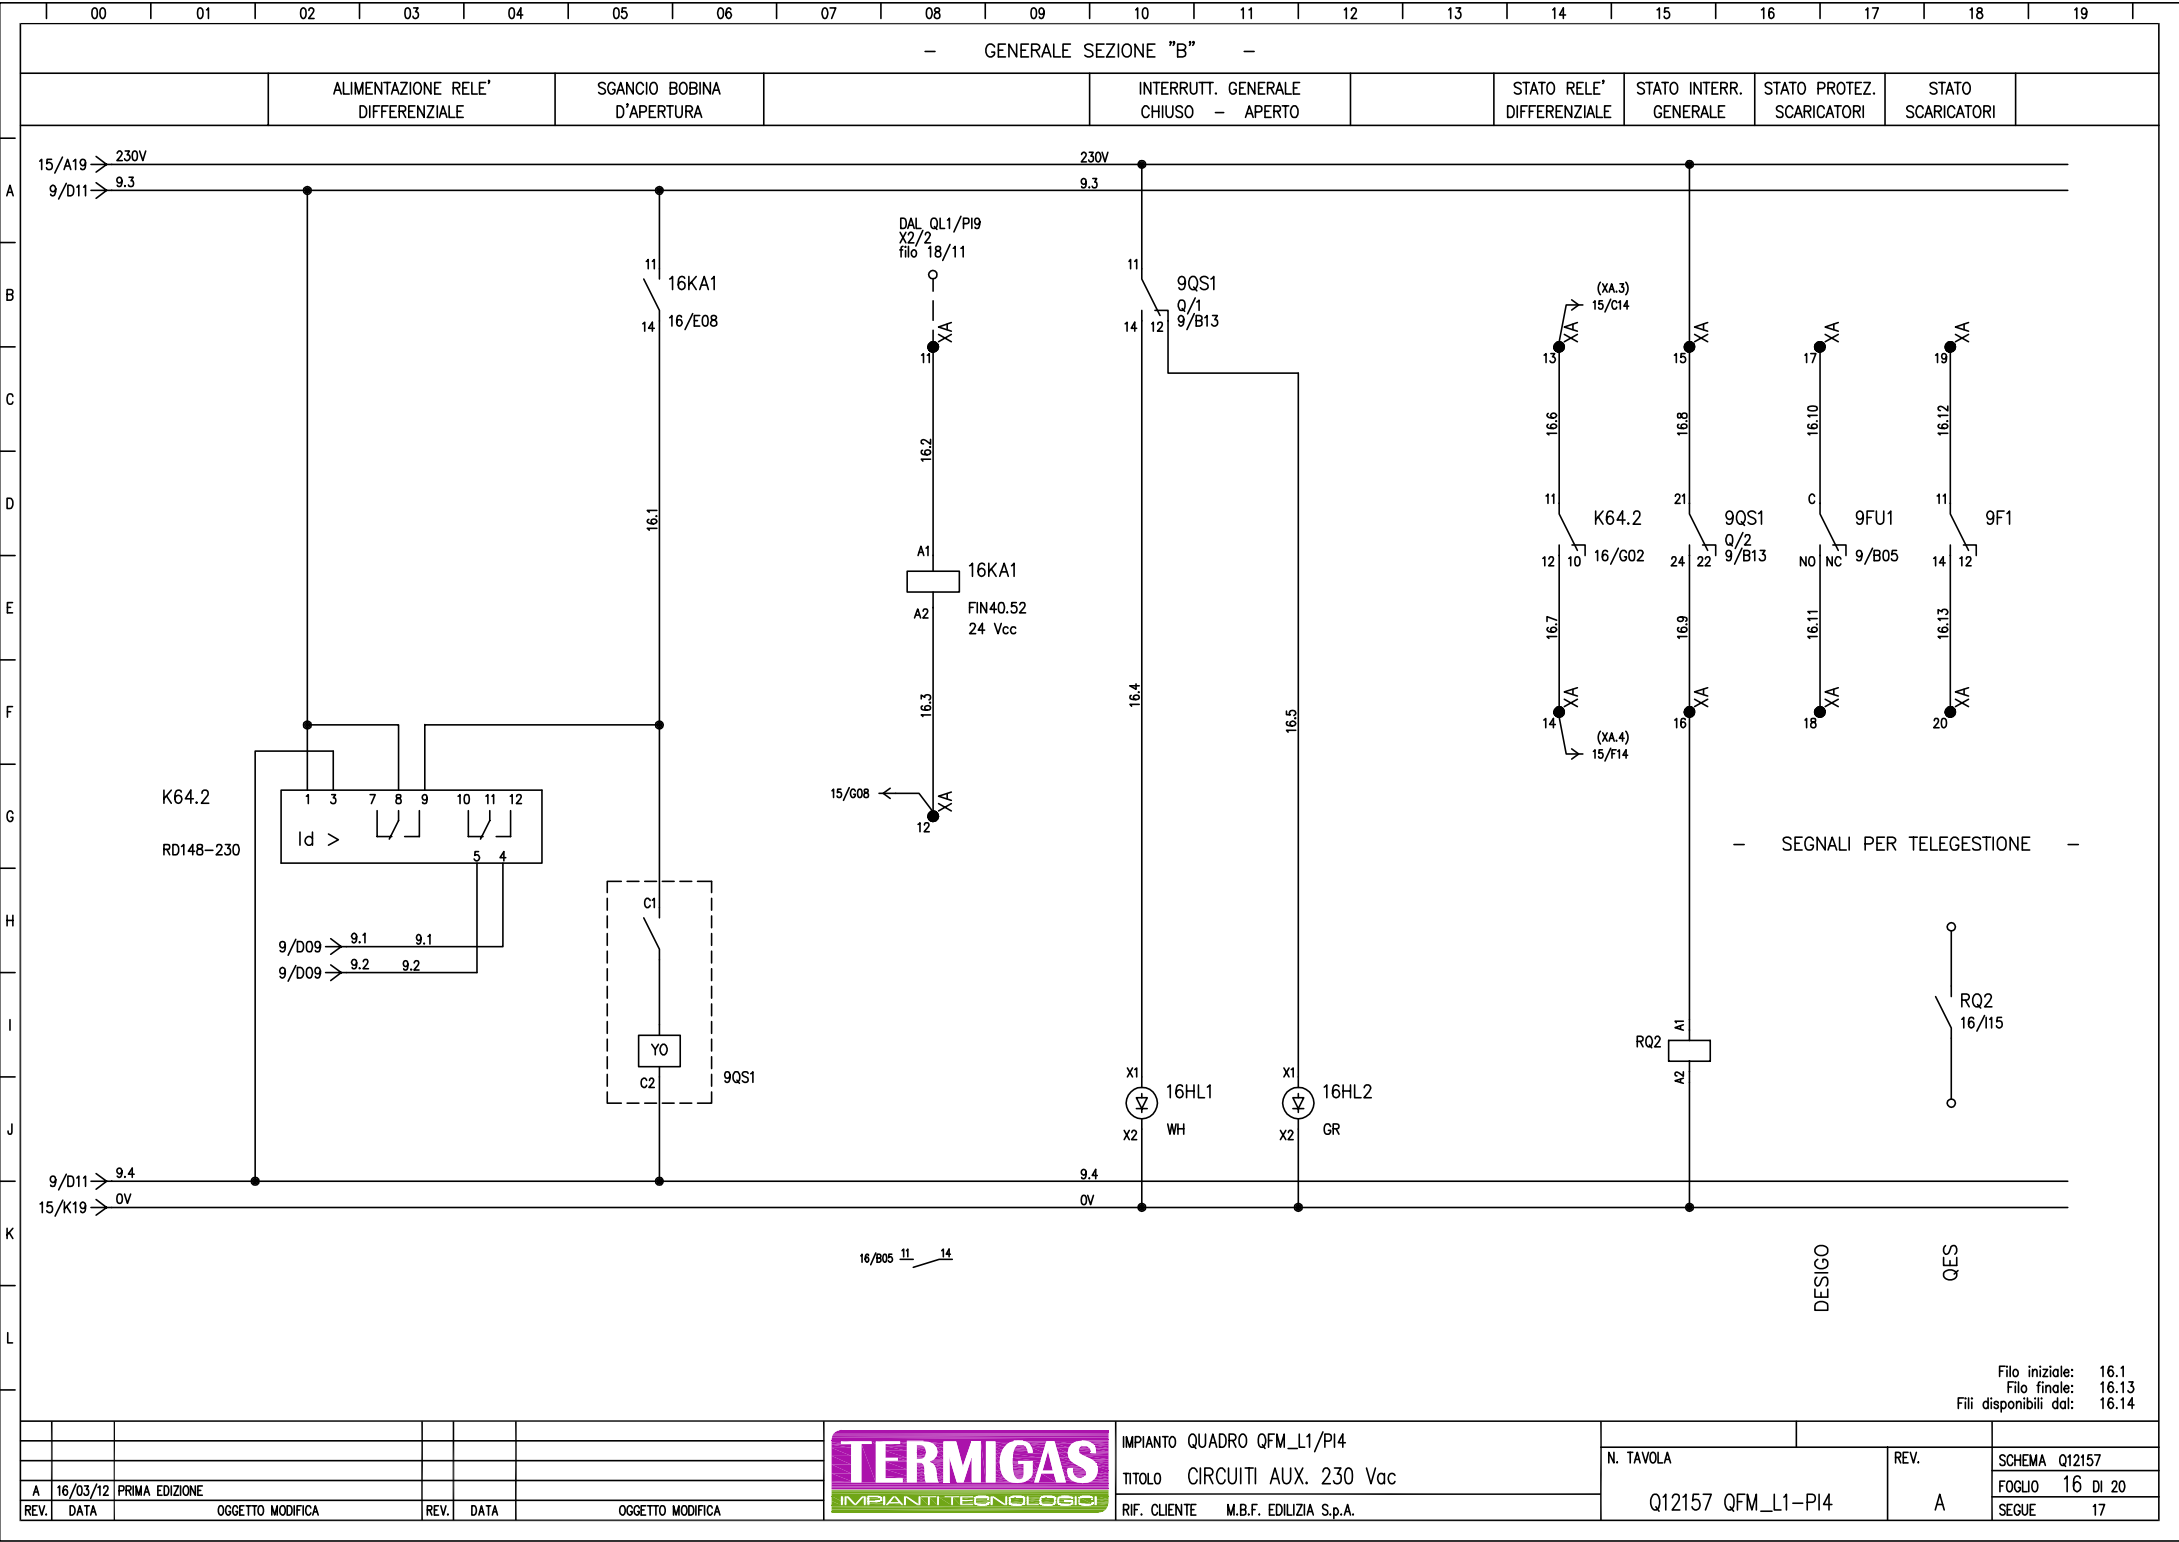 00 01 02 03 04 05 06 07 08 09 10 11 12 13 14 15 16 17 18 19
- GENERALE SEZIONE "B" -
ALIMENTAZIONE RELE'
DIFFERENZIALE
SGANCIO BOBINA
D'APERTURA
INTERRUTT. GENERALE
CHIUSO - APERTO
STATO RELE'
DIFFERENZIALE
STATO INTERR.
GENERALE
STATO PROTEZ.
SCARICATORI
STATO
SCARICATORI
A
B
C
D
E
F
G
H
I
J
K
L
15/A19 230V 230V
9/D11 9.3 9.3
11
16KA1
14 16/E08
16.1
DAL QL1/PI9
X2/2
filo 18/11
XA
11
16.2
A1
16KA1
A2
FIN40.52
24 Vcc
16.3
15/G08
XA
12
11
9QS1
Q/1
14 12 9/B13
16.4
16.5
(XA.3)
15/C14
XA
13
16.6
11
K64.2
12 10 16/G02
16.7
XA
14
(XA.4)
15/F14
XA
15
16.8
21
9QS1
Q/2
24 22 9/B13
16.9
XA
16
XA
17
16.10
C
9FU1
NO NC 9/B05
16.11
XA
18
XA
19
16.12
11
9F1
14 12
16.13
XA
20
K64.2
RD148-230
1 3 7 8 9 10 11 12
Id >
5 4
9/D09 9.1 9.1
9/D09 9.2 9.2
C1
YO
C2
9QS1
- SEGNALI PER TELEGESTIONE -
RQ2
16/I15
A1
RQ2
A2
X1
16HL1
X2 WH
X1
16HL2
X2 GR
9/D11 9.4 9.4
15/K19 0V 0V
16/B05 11 14
DESIGO
QES
Filo iniziale: 16.1
Filo finale: 16.13
Fili disponibili dal: 16.14
A 16/03/12 PRIMA EDIZIONE
REV. DATA OGGETTO MODIFICA REV. DATA OGGETTO MODIFICA
TERMIGAS
IMPIANTI TECNOLOGICI
IMPIANTO QUADRO QFM_L1/PI4
TITOLO CIRCUITI AUX. 230 Vac
RIF. CLIENTE M.B.F. EDILIZIA S.p.A.
N. TAVOLA
Q12157 QFM_L1-PI4
REV.
A
SCHEMA Q12157
FOGLIO 16 DI 20
SEGUE 17